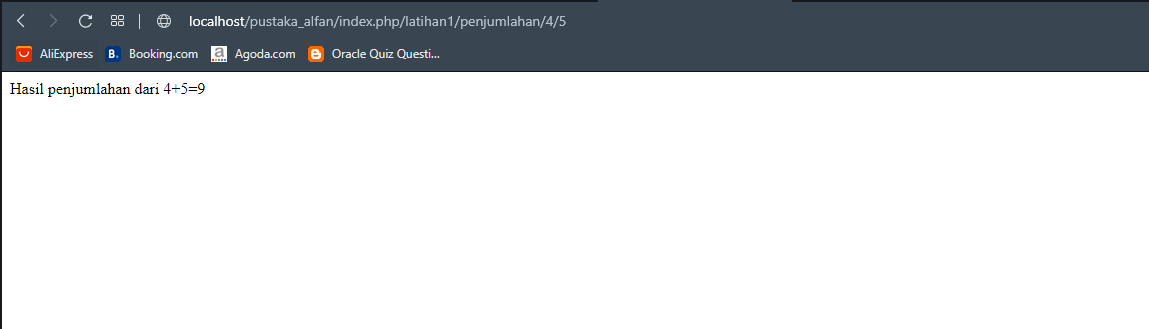 localhost/pustaka_alfan/index.php/latihan1/penjumlahan/4/5
AliExpress B. Booking.com a Agoda.com Oracle Quiz Questi...
Hasil penjumlahan dari 4+5=9